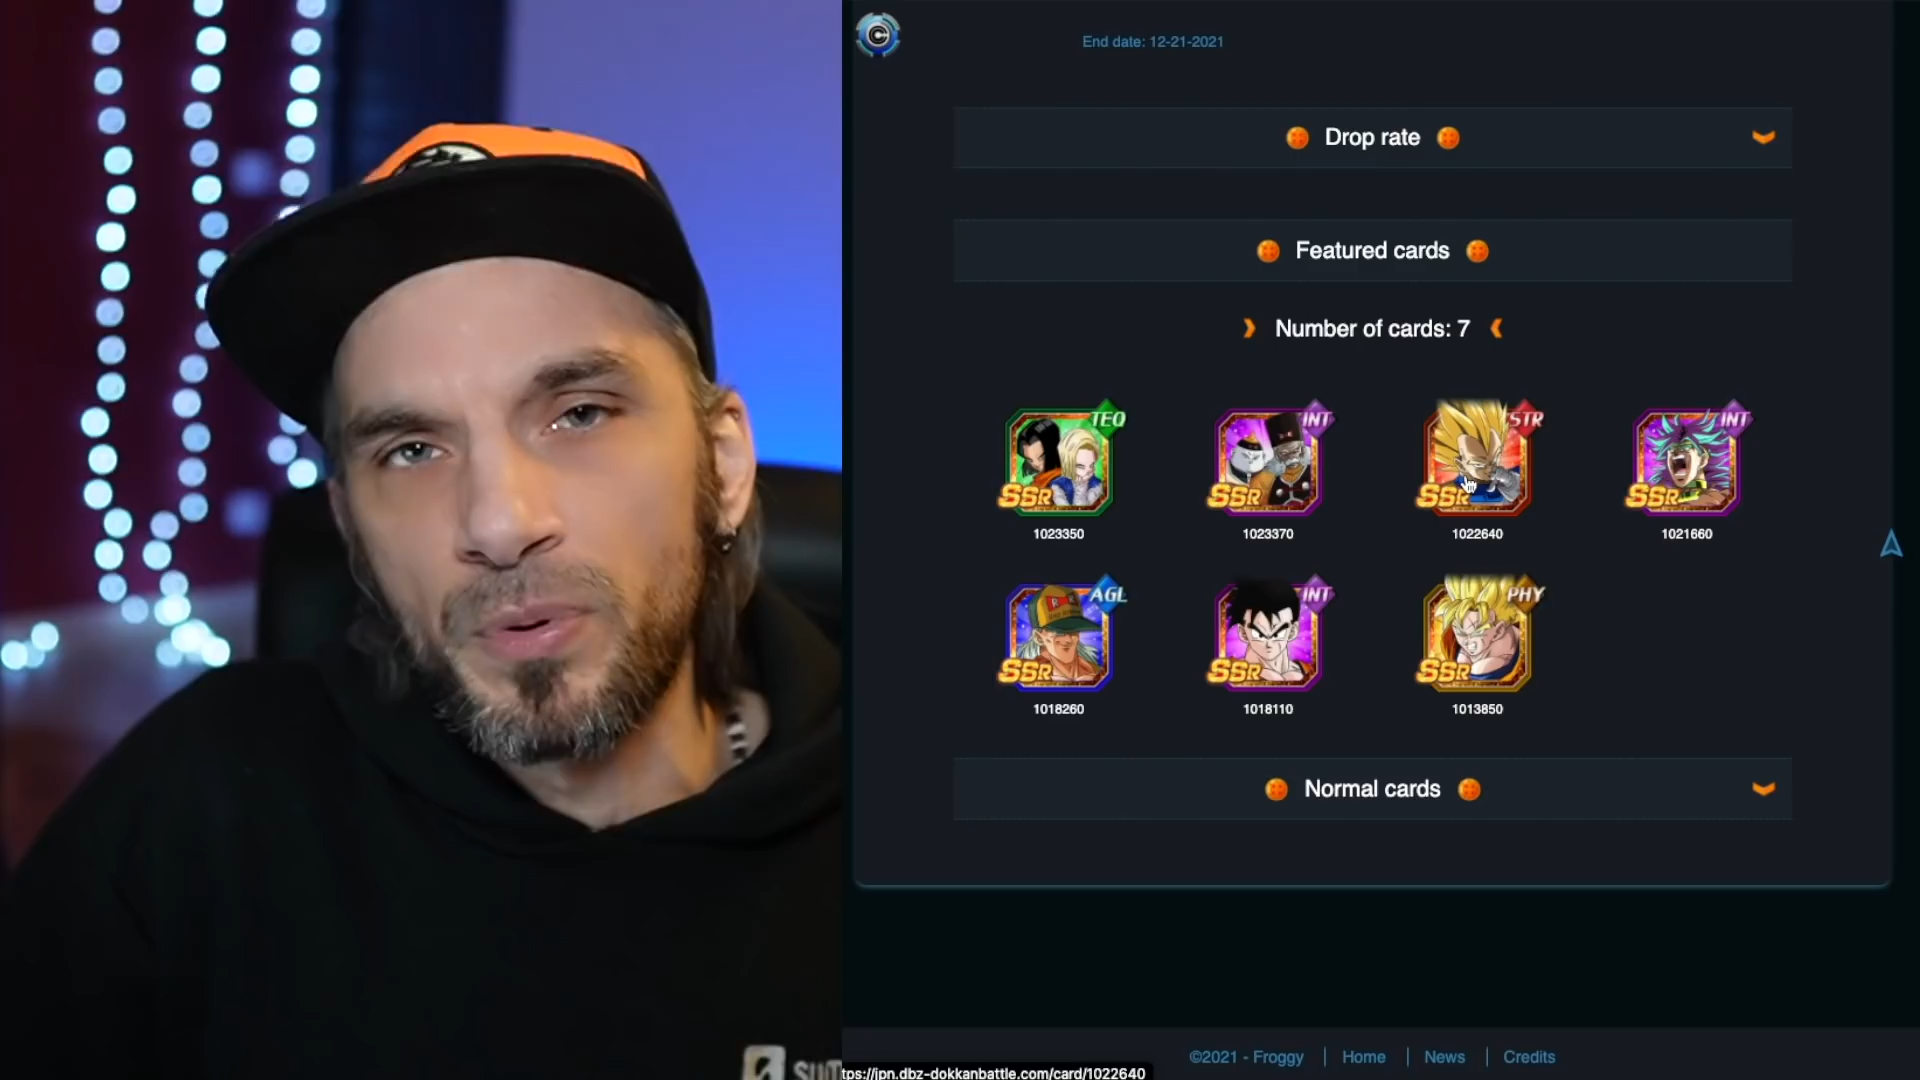 End date: 12-21-2021
Drop rate
Featured cards
Number of cards: 7
TEQ
SSR
1023350
INT
SSR
1023370
STR
SSR
1022640
INT
SSR
1021660
AGL
SSR
1018260
INT
SSR
1018110
PHY
SSR
1013850
Normal cards
©2021 - Froggy
Home
News
Credits
tps://jpn.dbz-dokkanbattle.com/card/1022640